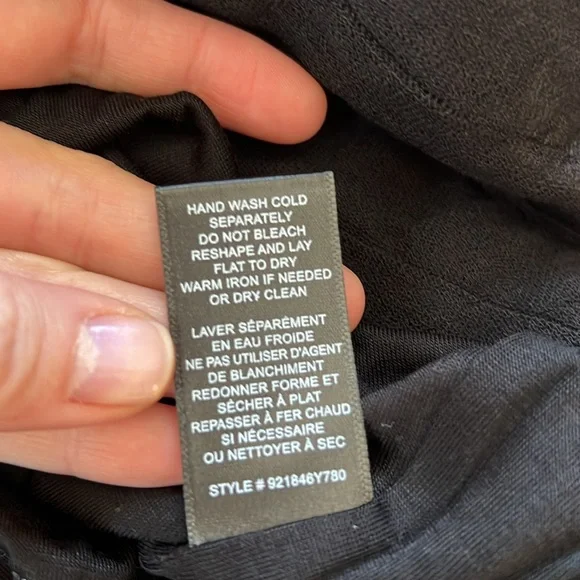 HAND WASH COLD
SEPARATELY
DO NOT BLEACH
RESHAPE AND LAY
FLAT TO DRY
WARM IRON IF NEEDED
OR DRY CLEAN
LAVER SÉPARÉMENT
EN EAU FROIDE
NE PAS UTILISER D'AGENT
DE BLANCHIMENT
REDONNER FORME ET
SÉCHER À PLAT
REPASSER À FER CHAUD
SI NÉCESSAIRE
OU NETTOYER À SEC
STYLE # 921846Y780